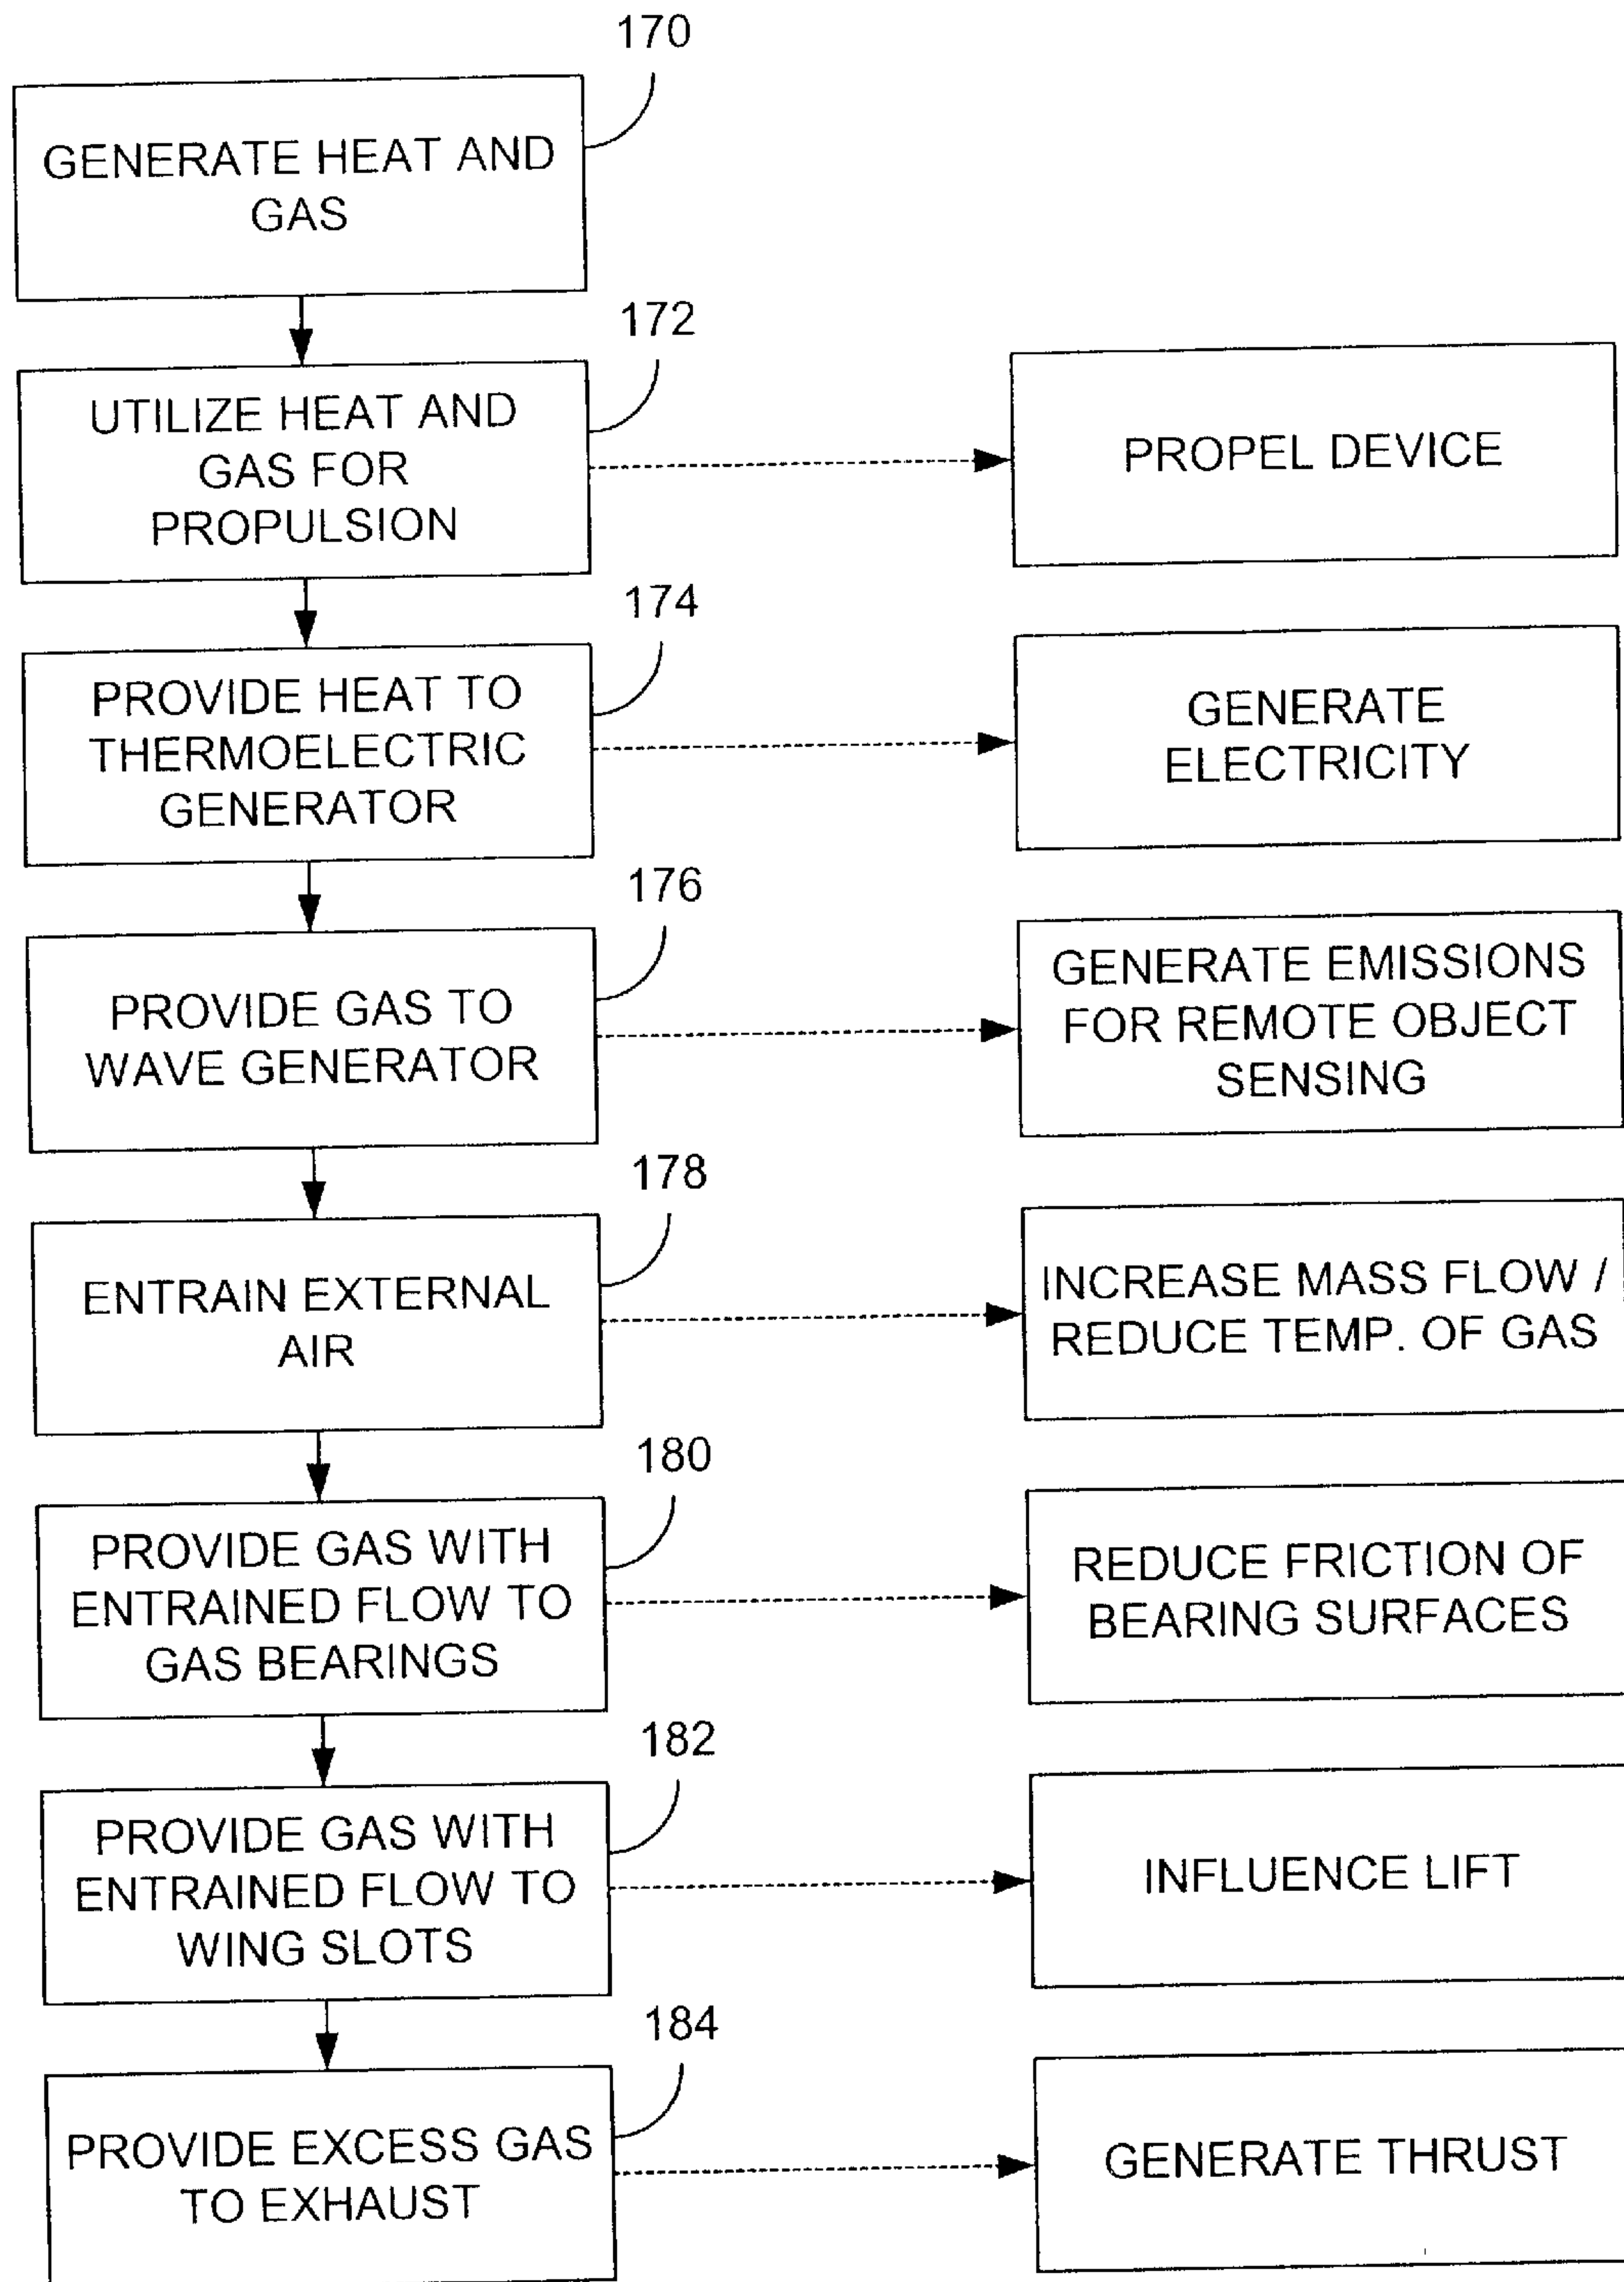 170
GENERATE HEAT AND
GAS
172
UTILIZE HEAT AND
GAS FOR
PROPULSION
PROPEL DEVICE
174
PROVIDE HEAT TO
THERMOELECTRIC
GENERATOR
GENERATE
ELECTRICITY
176
PROVIDE GAS TO
WAVE GENERATOR
GENERATE EMISSIONS
FOR REMOTE OBJECT
SENSING
178
ENTRAIN EXTERNAL
AIR
INCREASE MASS FLOW /
REDUCE TEMP. OF GAS
180
PROVIDE GAS WITH
ENTRAINED FLOW TO
GAS BEARINGS
REDUCE FRICTION OF
BEARING SURFACES
182
PROVIDE GAS WITH
ENTRAINED FLOW TO
WING SLOTS
INFLUENCE LIFT
184
PROVIDE EXCESS GAS
TO EXHAUST
GENERATE THRUST